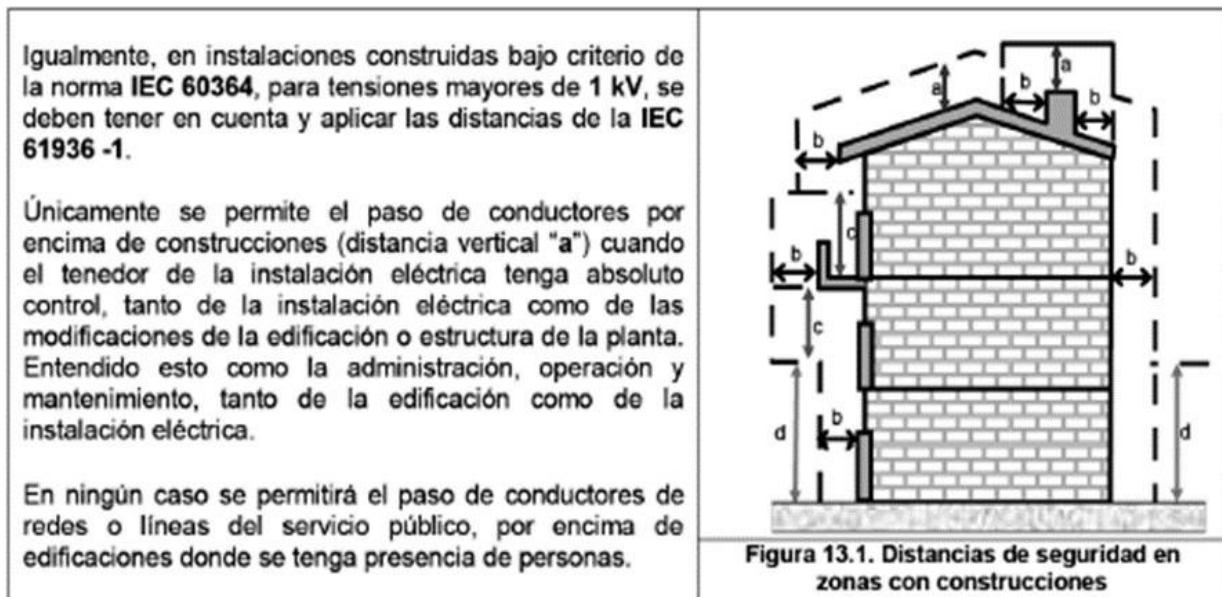 Igualmente, en instalaciones construidas bajo criterio de
la norma IEC 60364, para tensiones mayores de 1 kV, se
deben tener en cuenta y aplicar las distancias de la IEC
61936 -1.
Únicamente se permite el paso de conductores por
encima de construcciones (distancia vertical "a") cuando
el tenedor de la instalación eléctrica tenga absoluto
control, tanto de la instalación eléctrica como de las
modificaciones de la edificación o estructura de la planta.
Entendido esto como la administración, operación y
mantenimiento, tanto de la edificación como de la
instalación eléctrica.
En ningún caso se permitirá el paso de conductores de
redes o líneas del servicio público, por encima de
edificaciones donde se tenga presencia de personas.
a
a
b
b
b
c
b
b
c
d
b
d
Figura 13.1. Distancias de seguridad en
zonas con construcciones